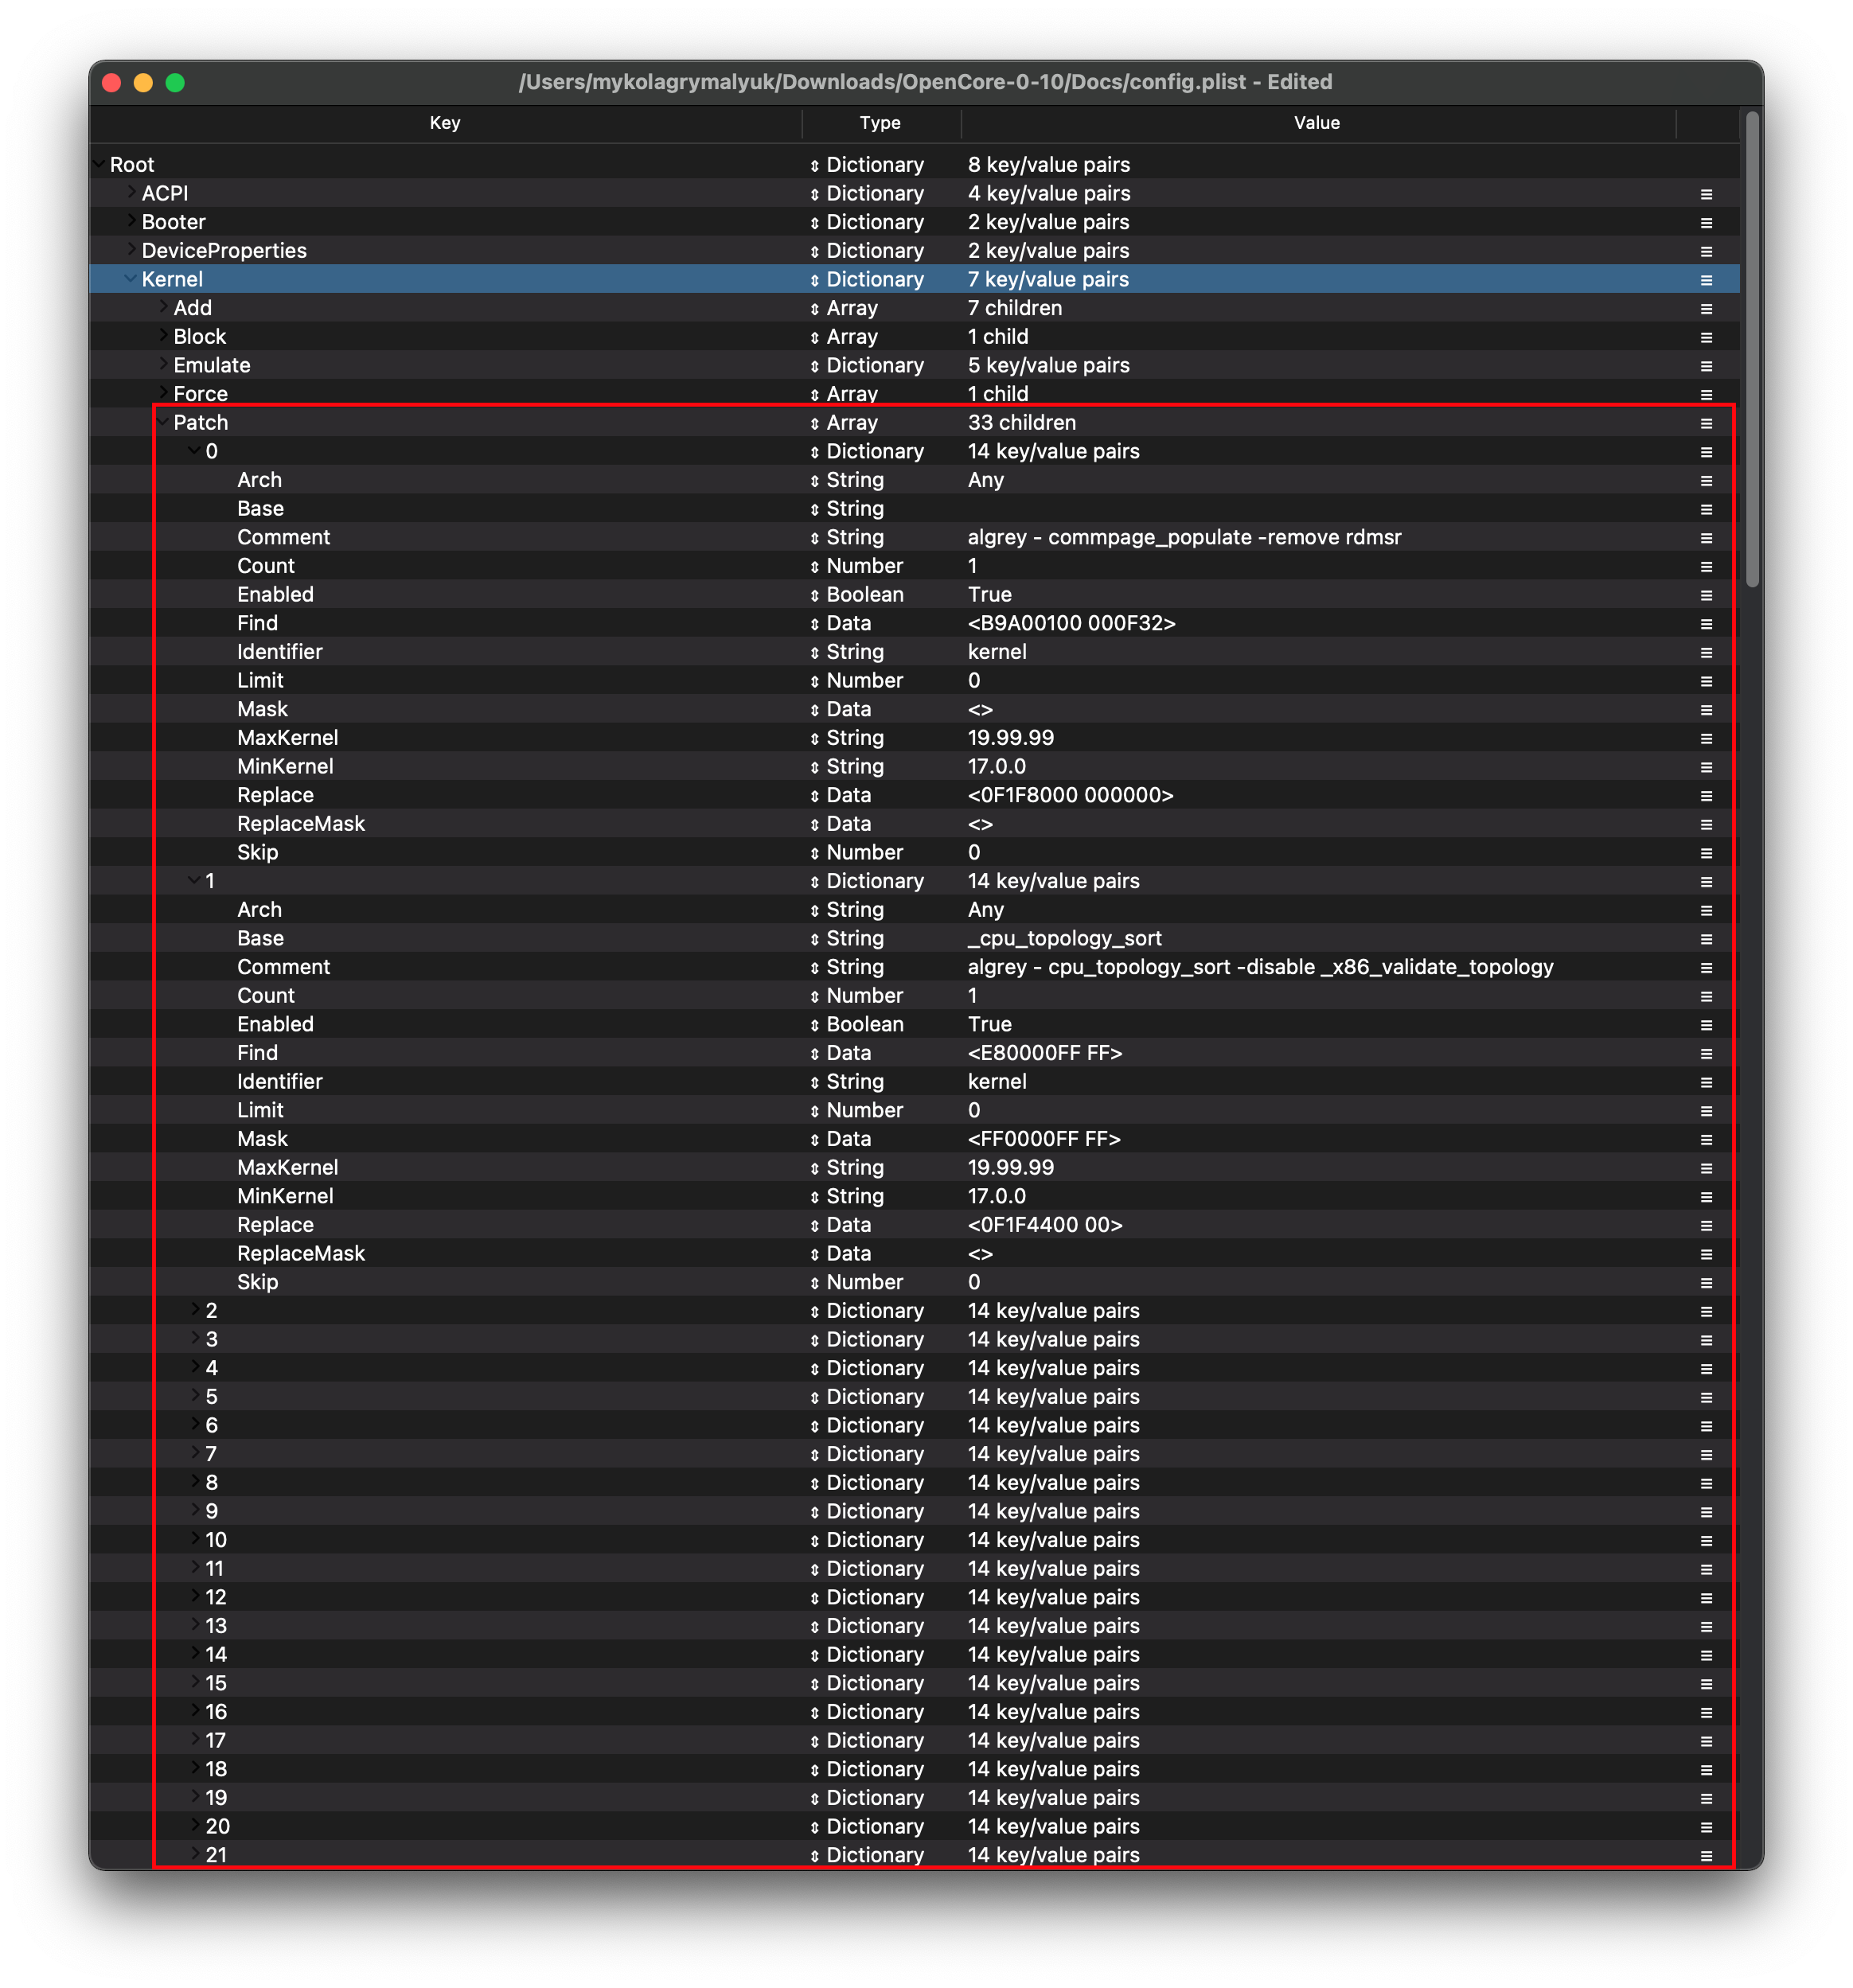 /Users/mykolagrymalyuk/Downloads/OpenCore-0-10/Docs/config.plist - Edited
Key Type Value
Root Dictionary 8 key/value pairs
ACPI Dictionary 4 key/value pairs
Booter Dictionary 2 key/value pairs
DeviceProperties Dictionary 2 key/value pairs
Kernel Dictionary 7 key/value pairs
Add Array 7 children
Block Array 1 child
Emulate Dictionary 5 key/value pairs
Force Array 1 child
Patch Array 33 children
0 Dictionary 14 key/value pairs
Arch String Any
Base String
Comment String algrey - commpage_populate -remove rdmsr
Count Number 1
Enabled Boolean True
Find Data <B9A00100 000F32>
Identifier String kernel
Limit Number 0
Mask Data <>
MaxKernel String 19.99.99
MinKernel String 17.0.0
Replace Data <0F1F8000 000000>
ReplaceMask Data <>
Skip Number 0
1 Dictionary 14 key/value pairs
Arch String Any
Base String _cpu_topology_sort
Comment String algrey - cpu_topology_sort -disable _x86_validate_topology
Count Number 1
Enabled Boolean True
Find Data <E80000FF FF>
Identifier String kernel
Limit Number 0
Mask Data <FF0000FF FF>
MaxKernel String 19.99.99
MinKernel String 17.0.0
Replace Data <0F1F4400 00>
ReplaceMask Data <>
Skip Number 0
2 Dictionary 14 key/value pairs
3 Dictionary 14 key/value pairs
4 Dictionary 14 key/value pairs
5 Dictionary 14 key/value pairs
6 Dictionary 14 key/value pairs
7 Dictionary 14 key/value pairs
8 Dictionary 14 key/value pairs
9 Dictionary 14 key/value pairs
10 Dictionary 14 key/value pairs
11 Dictionary 14 key/value pairs
12 Dictionary 14 key/value pairs
13 Dictionary 14 key/value pairs
14 Dictionary 14 key/value pairs
15 Dictionary 14 key/value pairs
16 Dictionary 14 key/value pairs
17 Dictionary 14 key/value pairs
18 Dictionary 14 key/value pairs
19 Dictionary 14 key/value pairs
20 Dictionary 14 key/value pairs
21 Dictionary 14 key/value pairs